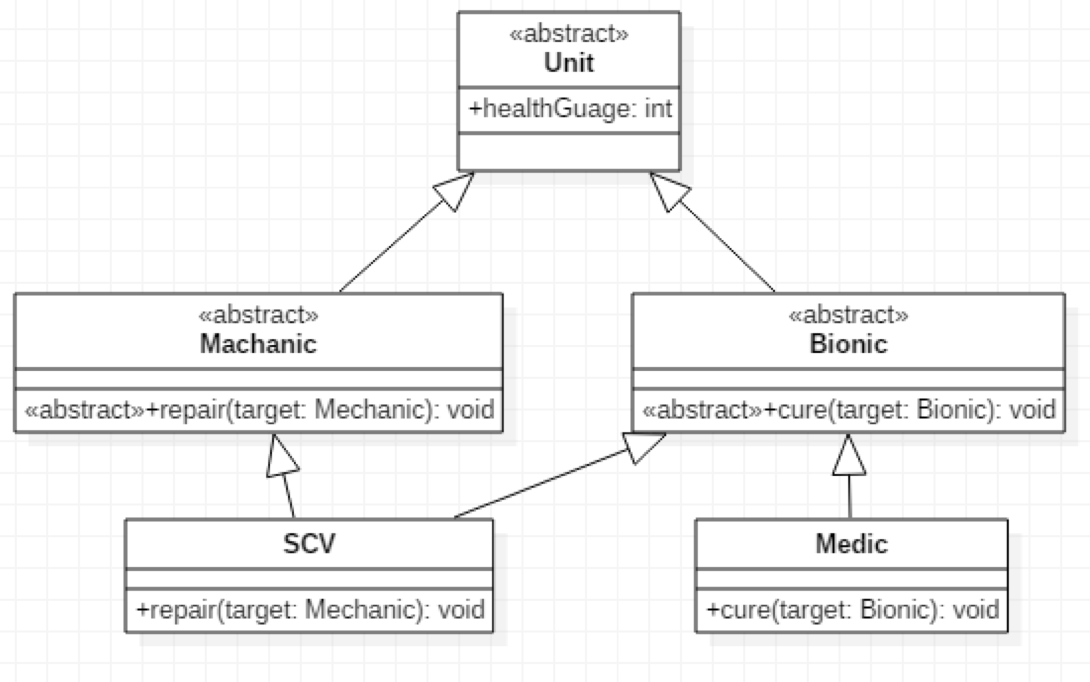 «abstract»
Unit
+healthGuage: int
«abstract»
Machanic
«abstract»+repair(target: Mechanic): void
«abstract»
Bionic
«abstract»+cure(target: Bionic): void
SCV
+repair(target: Mechanic): void
Medic
+cure(target: Bionic): void